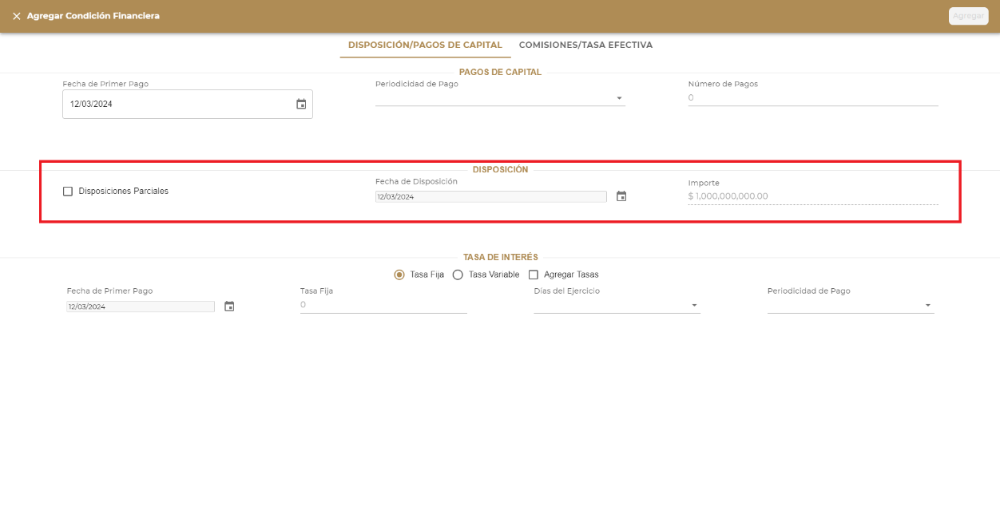 Agregar Condición Financiera
Agregar
DISPOSICIÓN/PAGOS DE CAPITAL COMISIONES/TASA EFECTIVA
PAGOS DE CAPITAL
Fecha de Primer Pago Periodicidad de Pago Número de Pagos
12/03/2024 0
DISPOSICIÓN
Disposiciones Parciales Fecha de Disposición Importe
12/03/2024 $ 1,000,000,000.00
TASA DE INTERÉS
Tasa Fija Tasa Variable Agregar Tasas
Fecha de Primer Pago Tasa Fija Días del Ejercicio Periodicidad de Pago
12/03/2024 0